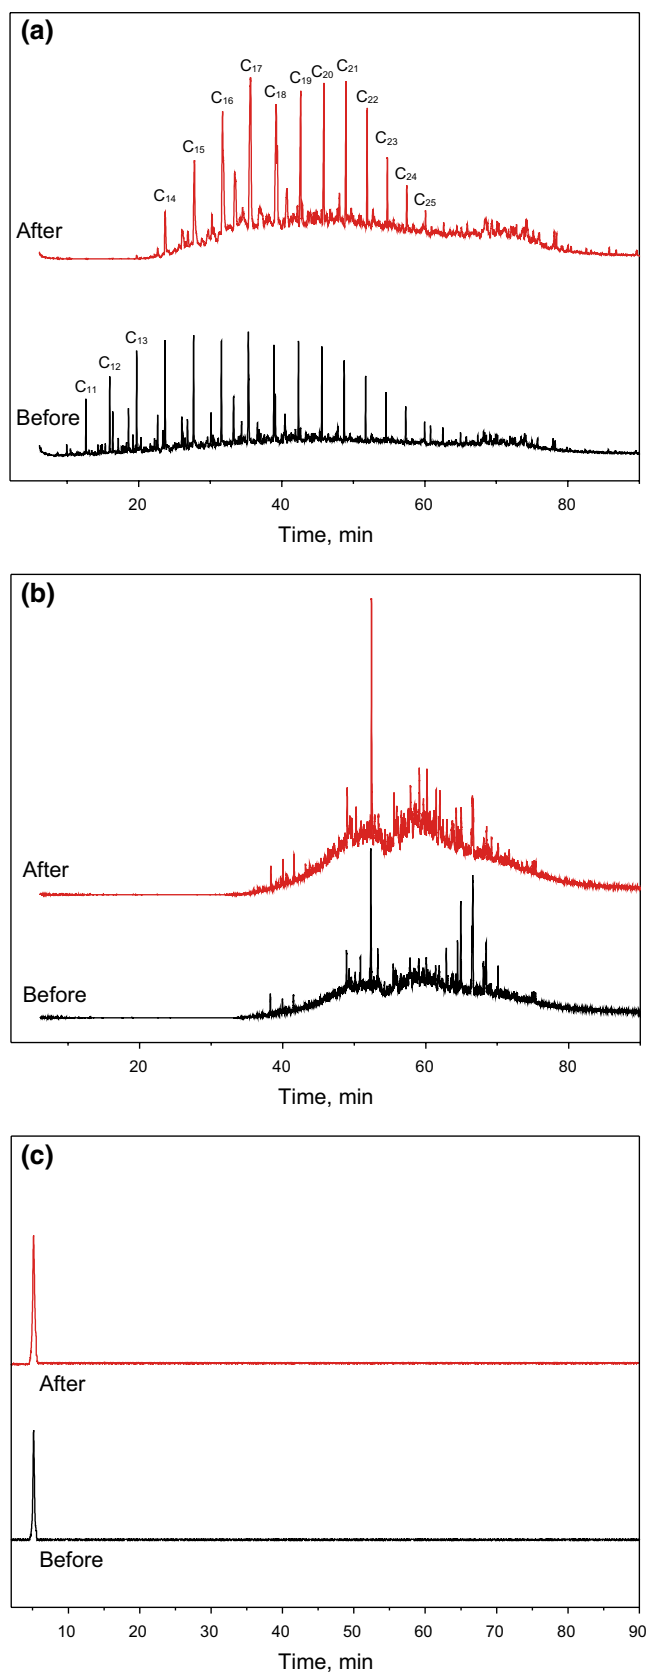 (a)
C17
C21
C19
C20
C16
C18
C22
C15
C23
C24
C14
C25
After
C13
C12
C11
Before
20 40 60 80
Time, min
(b)
After
Before
20 40 60 80
Time, min
(c)
After
Before
10 20 30 40 50 60 70 80 90
Time, min